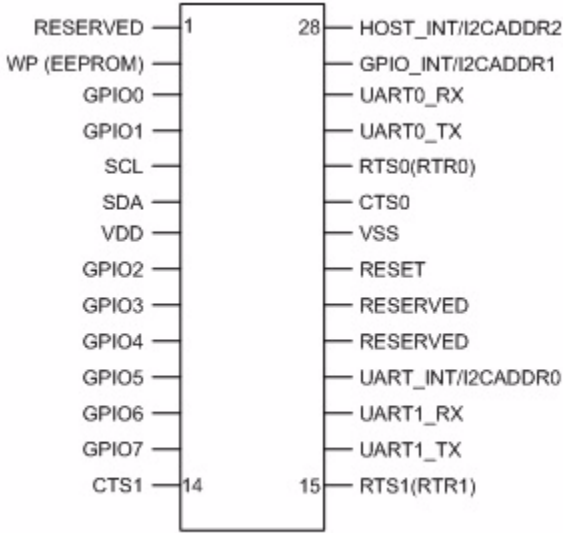 RESERVED 1 28 HOST_INT/I2CADDR2
WP (EEPROM) GPIO_INT/I2CADDR1
GPIO0 UART0_RX
GPIO1 UART0_TX
SCL RTS0(RTR0)
SDA CTS0
VDD VSS
GPIO2 RESET
GPIO3 RESERVED
GPIO4 RESERVED
GPIO5 UART_INT/I2CADDR0
GPIO6 UART1_RX
GPIO7 UART1_TX
CTS1 14 15 RTS1(RTR1)